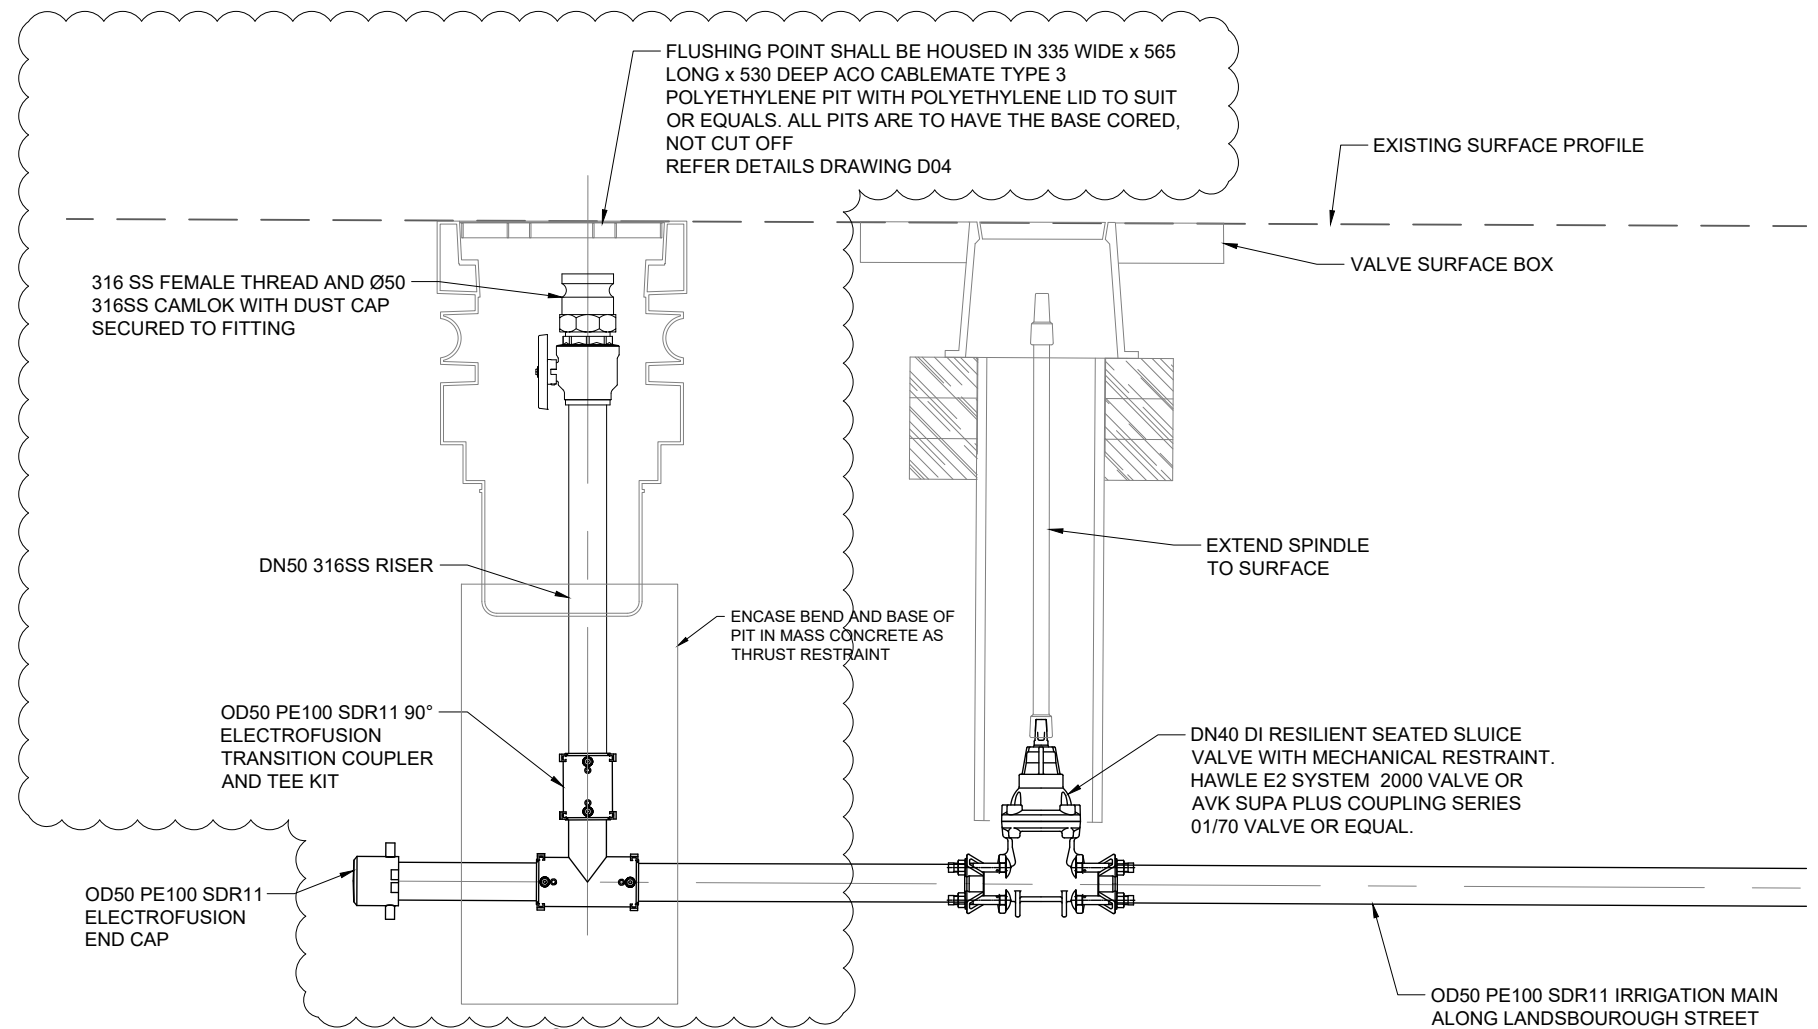 FLUSHING POINT SHALL BE HOUSED IN 335 WIDE x 565
LONG x 530 DEEP ACO CABLEMATE TYPE 3
POLYETHYLENE PIT WITH POLYETHYLENE LID TO SUIT
OR EQUALS. ALL PITS ARE TO HAVE THE BASE CORED,
NOT CUT OFF
REFER DETAILS DRAWING D04
EXISTING SURFACE PROFILE
VALVE SURFACE BOX
316 SS FEMALE THREAD AND Ø50
316SS CAMLOK WITH DUST CAP
SECURED TO FITTING
EXTEND SPINDLE
TO SURFACE
DN50 316SS RISER
ENCASE BEND AND BASE OF
PIT IN MASS CONCRETE AS
THRUST RESTRAINT
OD50 PE100 SDR11 90°
ELECTROFUSION
TRANSITION COUPLER
AND TEE KIT
DN40 DI RESILIENT SEATED SLUICE
VALVE WITH MECHANICAL RESTRAINT.
HAWLE E2 SYSTEM  2000 VALVE OR
AVK SUPA PLUS COUPLING SERIES
01/70 VALVE OR EQUAL.
OD50 PE100 SDR11
ELECTROFUSION
END CAP
OD50 PE100 SDR11 IRRIGATION MAIN
ALONG LANDSBOUROUGH STREET